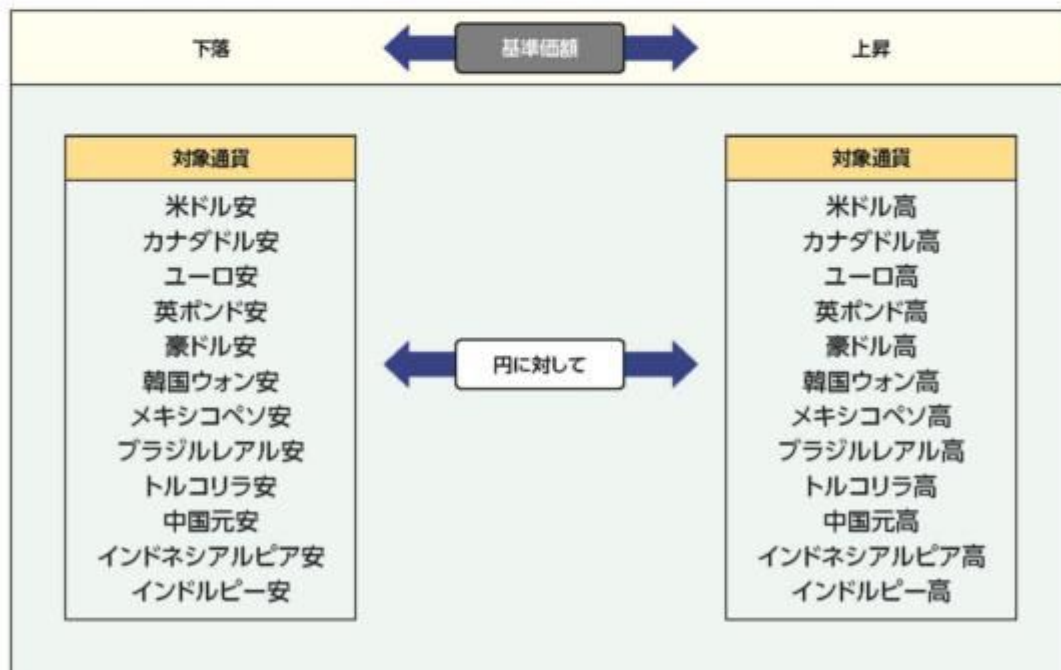 下落
基準価額
上昇
対象通貨
米ドル安
カナダドル安
ユーロ安
英ポンド安
豪ドル安
韓国ウォン安
メキシコペソ安
ブラジルレアル安
トルコリラ安
中国元安
インドネシアルピア安
インドルピー安
円に対して
対象通貨
米ドル高
カナダドル高
ユーロ高
英ポンド高
豪ドル高
韓国ウォン高
メキシコペソ高
ブラジルレアル高
トルコリラ高
中国元高
インドネシアルピア高
インドルピー高